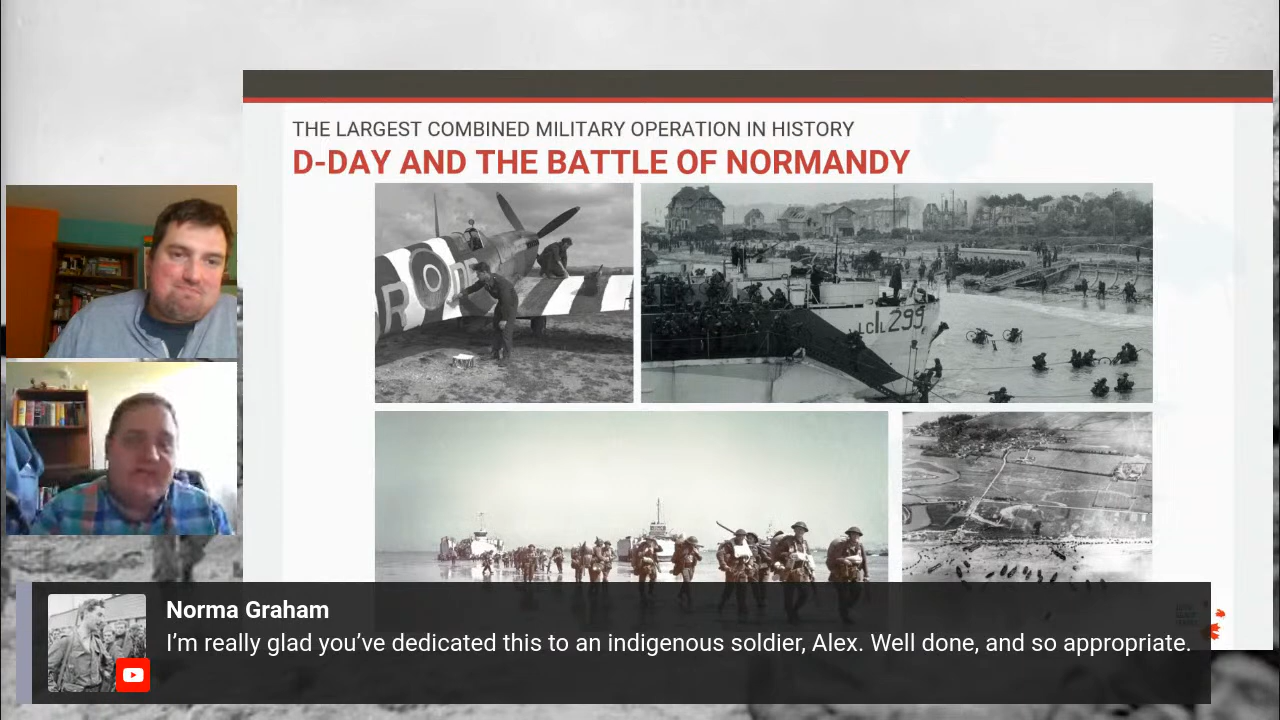 THE LARGEST COMBINED MILITARY OPERATION IN HISTORY
D-DAY AND THE BATTLE OF NORMANDY
LCIL 299
Norma Graham
I’m really glad you’ve dedicated this to an indigenous soldier, Alex. Well done, and so appropriate.